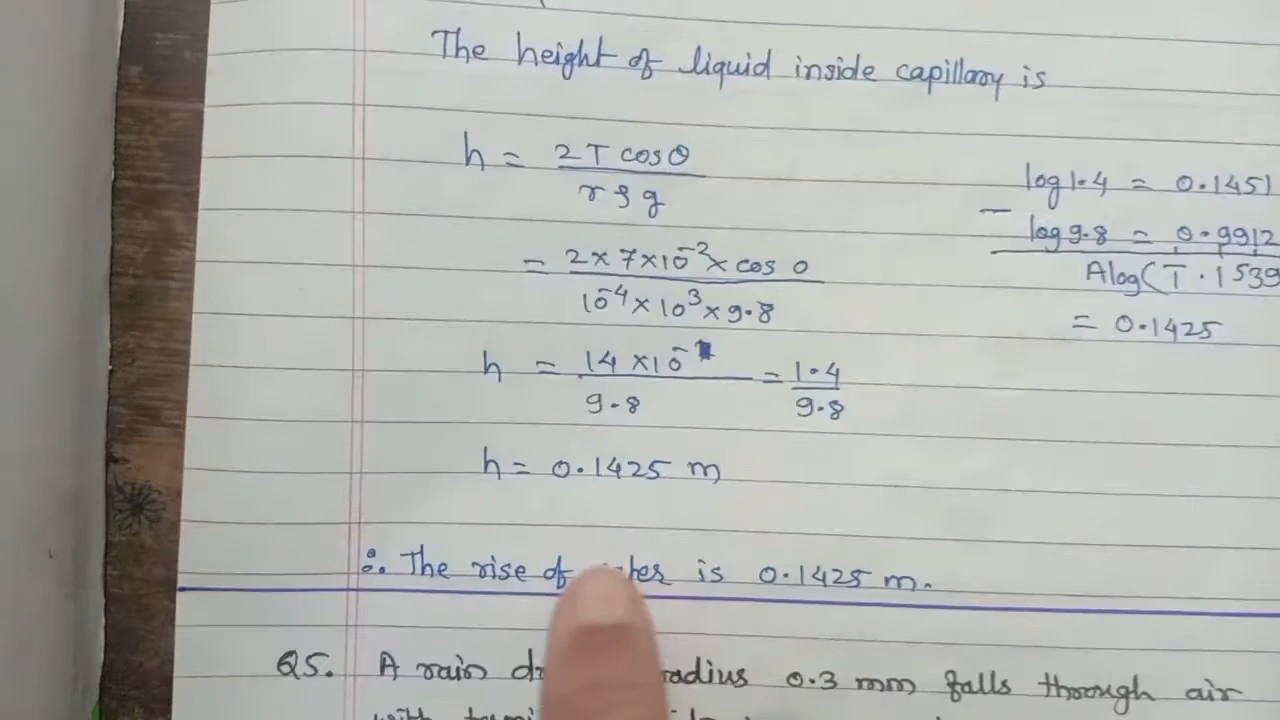 The height of liquid inside capillary is
h = 2T cosθ / rρg
= 2 × 7 × 10⁻² × cos 0 / 10⁻⁴ × 10³ × 9.8
h = 14 × 10⁻¹ / 9.8 = 1.4 / 9.8
h = 0.1425 m
∴ The rise of is 0.1425 m.
Q5. A rain radius 0.3 mm falls through air
log 1.4 = 0.1451
− log 9.8 = 0.9912
Alog(1̄.1539
= 0.1425